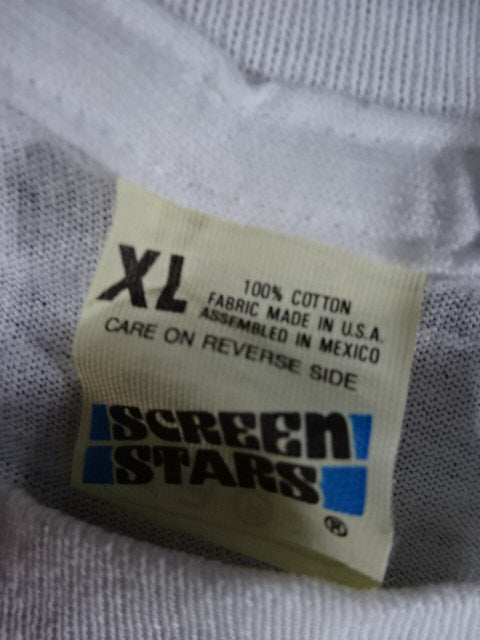 XL
100% COTTON
FABRIC MADE IN U.S.A.
ASSEMBLED IN MEXICO
CARE ON REVERSE SIDE
SCREEN
STARS
®